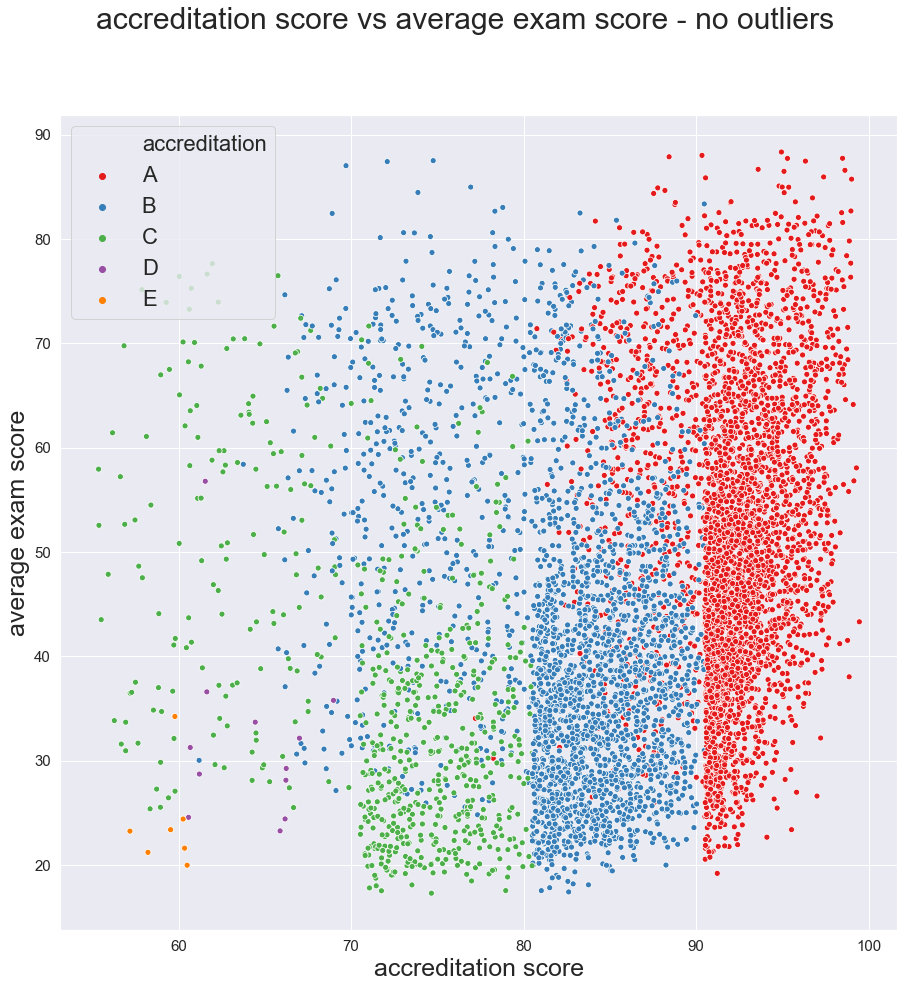 accreditation score vs average exam score - no outliers
accreditation
A
B
C
D
E
90
80
70
60
50
40
30
20
average exam score
60
70
80
90
100
accreditation score